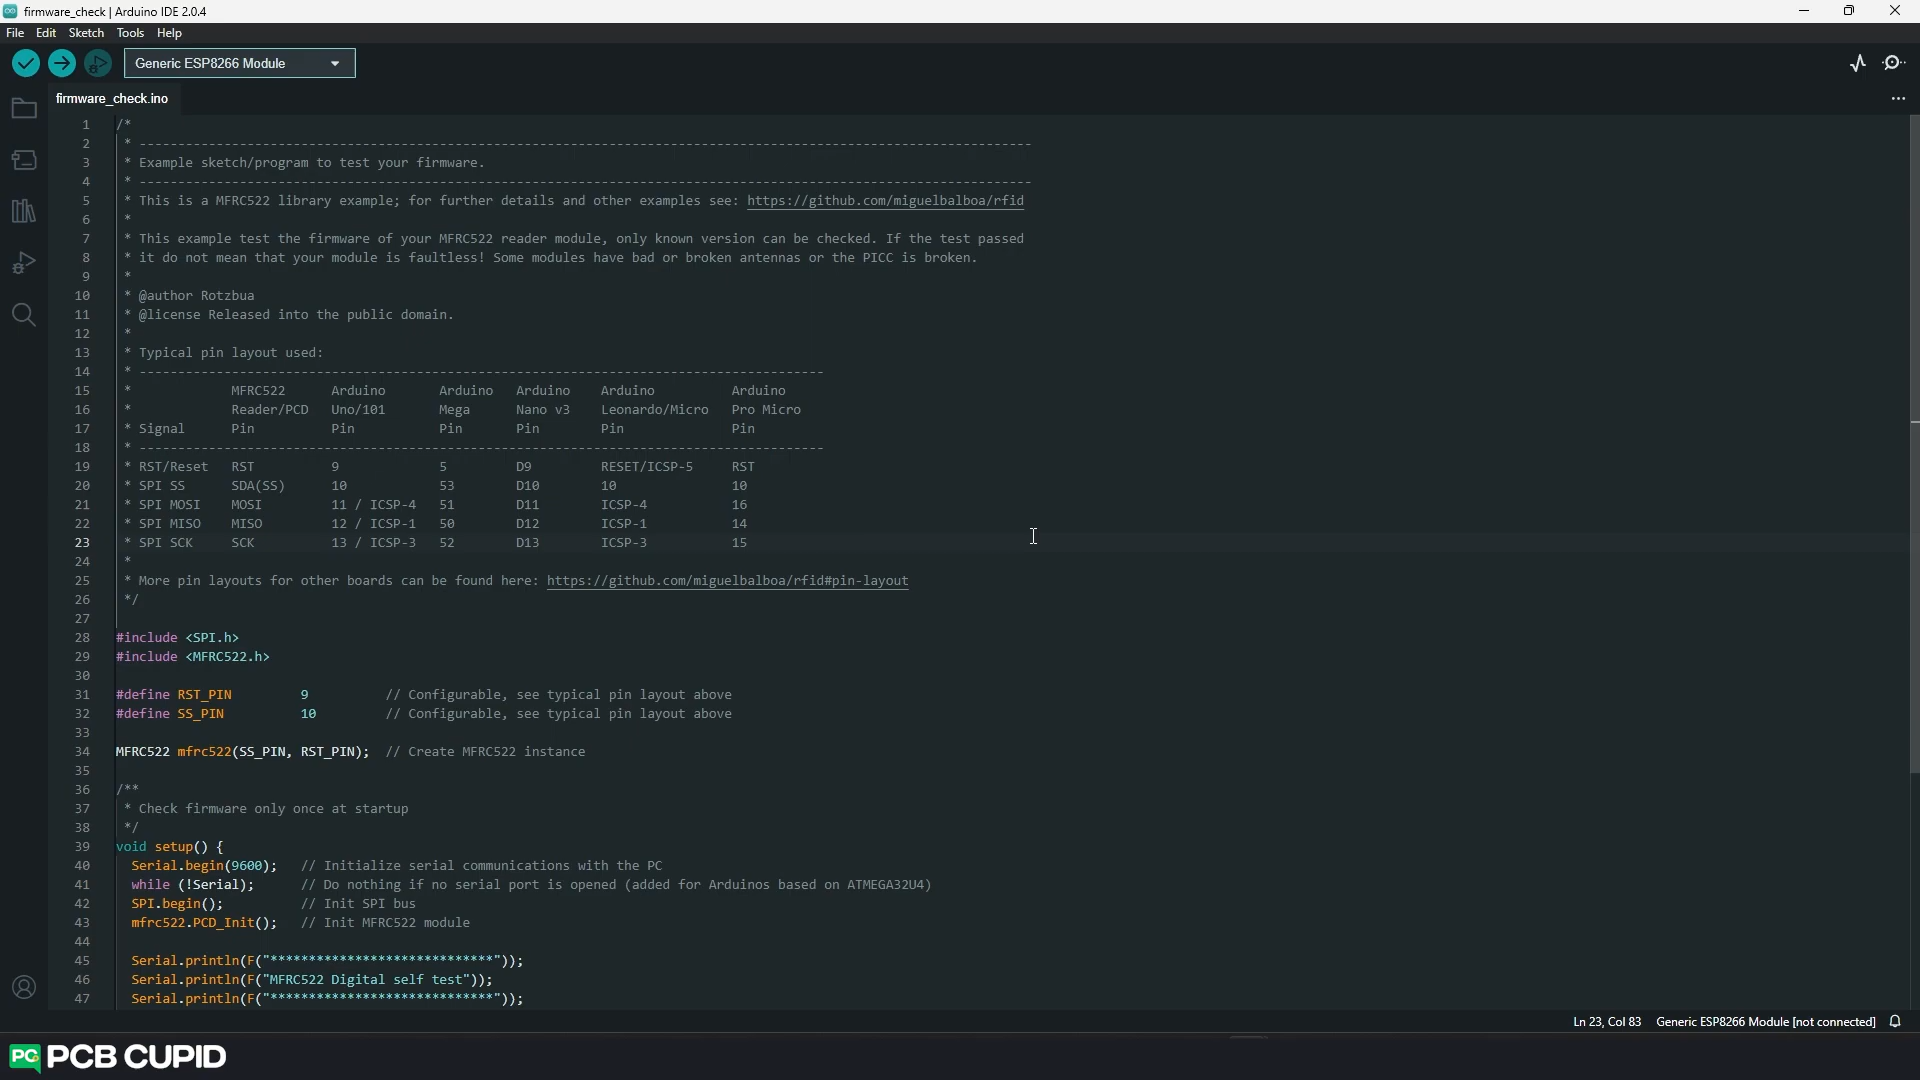 firmware_check | Arduino IDE 2.0.4
File Edit Sketch Tools Help
Generic ESP8266 Module
firmware_check.ino
1 /*
2 * --------------------------------------------------------------------------------------------------------------------
3 * Example sketch/program to test your firmware.
4 * --------------------------------------------------------------------------------------------------------------------
5 * This is a MFRC522 library example; for further details and other examples see: https://github.com/miguelbalboa/rfid
6 *
7 * This example test the firmware of your MFRC522 reader module, only known version can be checked. If the test passed
8 * it do not mean that your module is faultless! Some modules have bad or broken antennas or the PICC is broken.
9 *
10 * @author Rotzbua
11 * @license Released into the public domain.
12 *
13 * Typical pin layout used:
14 * -----------------------------------------------------------------------------------------
15 * MFRC522 Arduino Arduino Arduino Arduino Arduino
16 * Reader/PCD Uno/101 Mega Nano v3 Leonardo/Micro Pro Micro
17 * Signal Pin Pin Pin Pin Pin Pin
18 * -----------------------------------------------------------------------------------------
19 * RST/Reset RST 9 5 D9 RESET/ICSP-5 RST
20 * SPI SS SDA(SS) 10 53 D10 10 10
21 * SPI MOSI MOSI 11 / ICSP-4 51 D11 ICSP-4 16
22 * SPI MISO MISO 12 / ICSP-1 50 D12 ICSP-1 14
23 * SPI SCK SCK 13 / ICSP-3 52 D13 ICSP-3 15
24 *
25 * More pin layouts for other boards can be found here: https://github.com/miguelbalboa/rfid#pin-layout
26 */
27
28 #include <SPI.h>
29 #include <MFRC522.h>
30
31 #define RST_PIN 9 // Configurable, see typical pin layout above
32 #define SS_PIN 10 // Configurable, see typical pin layout above
33
34 MFRC522 mfrc522(SS_PIN, RST_PIN); // Create MFRC522 instance
35
36 /**
37 * Check firmware only once at startup
38 */
39 void setup() {
40 Serial.begin(9600); // Initialize serial communications with the PC
41 while (!Serial); // Do nothing if no serial port is opened (added for Arduinos based on ATMEGA32U4)
42 SPI.begin(); // Init SPI bus
43 mfrc522.PCD_Init(); // Init MFRC522 module
44
45 Serial.println(F("*****************************"));
46 Serial.println(F("MFRC522 Digital self test"));
47 Serial.println(F("*****************************"));
Ln 23, Col 83 Generic ESP8266 Module [not connected]
PC PCB CUPID